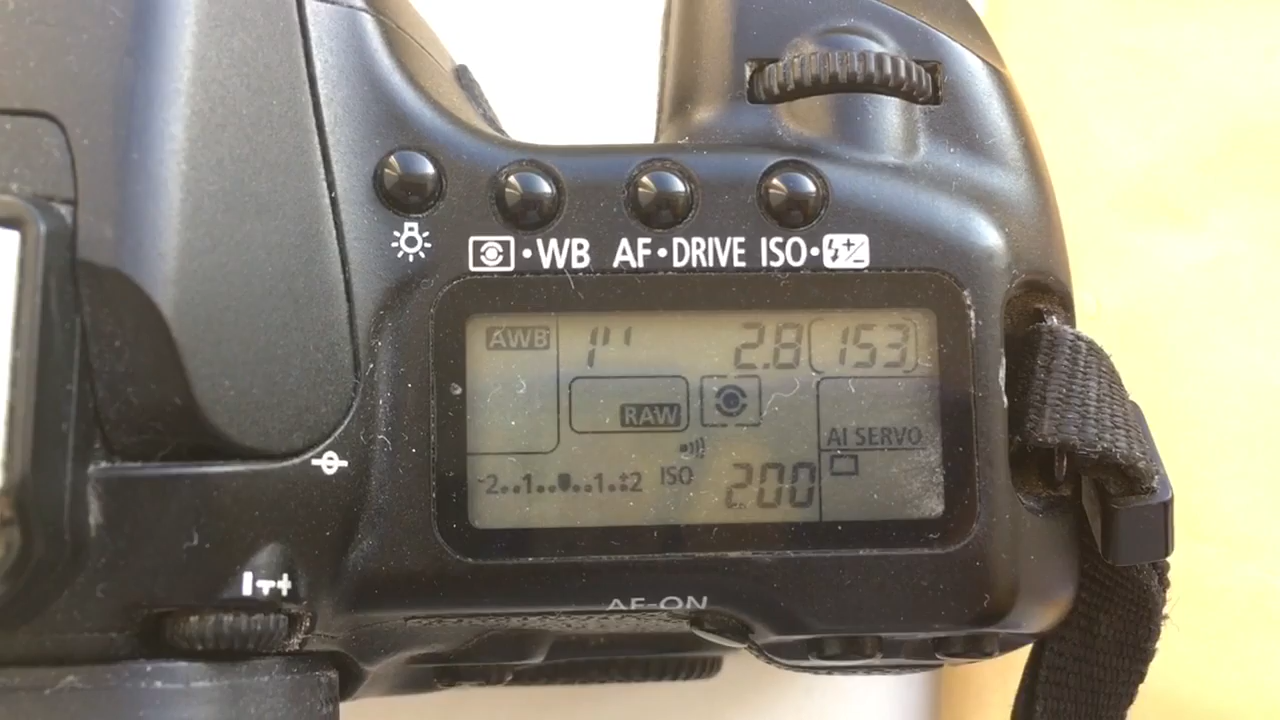 •WB AF•DRIVE ISO•
AWB 1" 2.8 [153]
RAW
AI SERVO
-2..1..0..1.:2 ISO 200
AF-ON